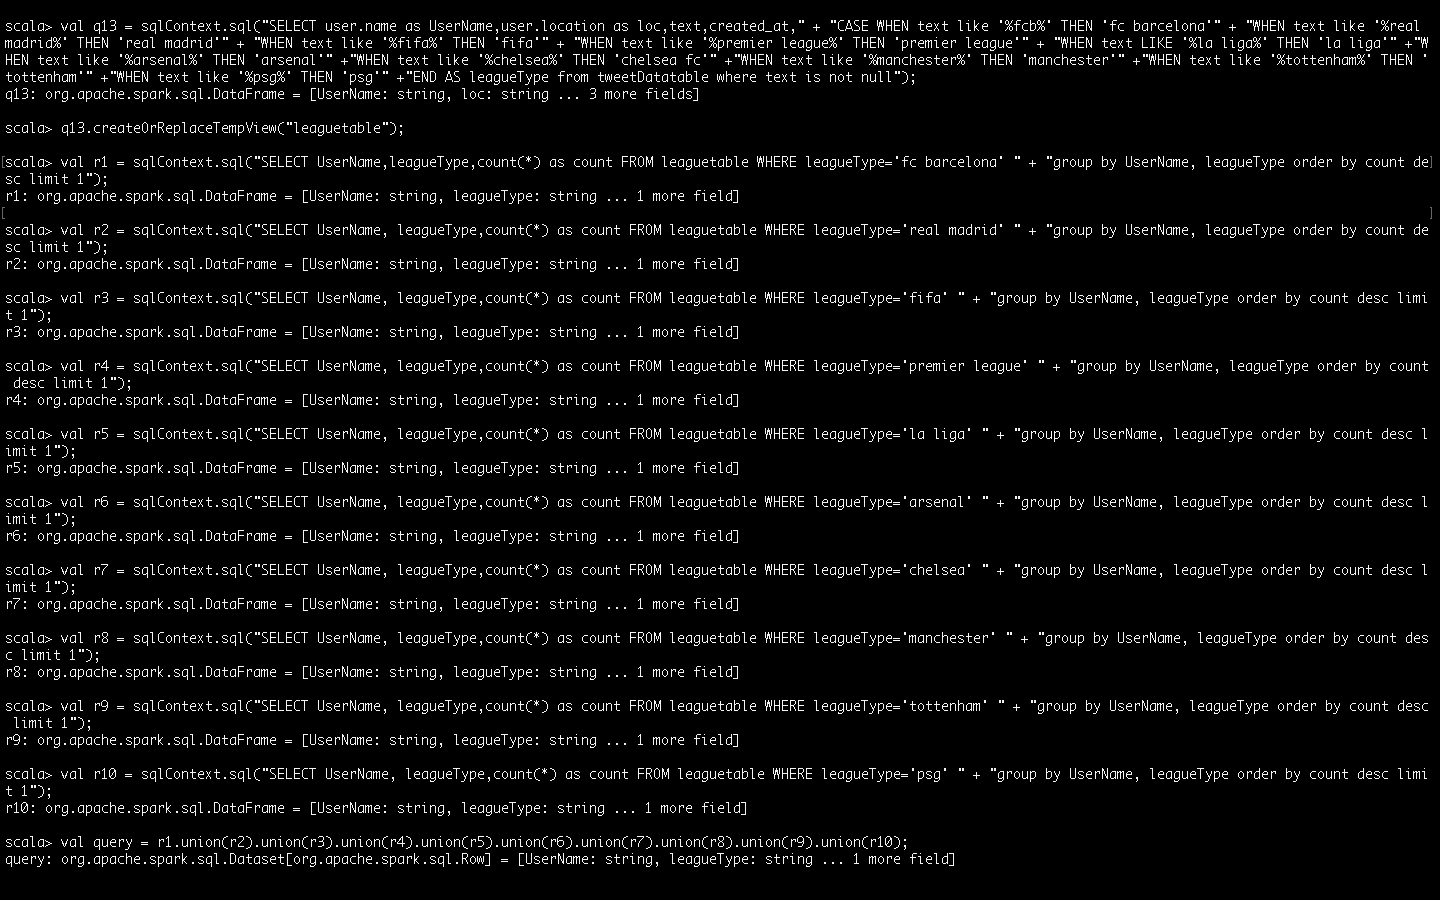 scala> val q13 = sqlContext.sql("SELECT user.name as UserName,user.location as loc,text,created_at," + "CASE WHEN text like '%fcb%' THEN 'fc barcelona'" + "WHEN text like '%real
madrid%' THEN 'real madrid'" + "WHEN text like '%fifa%' THEN 'fifa'" + "WHEN text like '%premier league%' THEN 'premier league'" + "WHEN text LIKE '%la liga%' THEN 'la liga'" +"W
HEN text like '%arsenal%' THEN 'arsenal'" +"WHEN text like '%chelsea%' THEN 'chelsea fc'" +"WHEN text like '%manchester%' THEN 'manchester'" +"WHEN text like '%tottenham%' THEN '
tottenham'" +"WHEN text like '%psg%' THEN 'psg'" +"END AS leagueType from tweetDatatable where text is not null");
q13: org.apache.spark.sql.DataFrame = [UserName: string, loc: string ... 3 more fields]
scala> q13.createOrReplaceTempView("leaguetable");
[scala> val r1 = sqlContext.sql("SELECT UserName,leagueType,count(*) as count FROM leaguetable WHERE leagueType='fc barcelona' " + "group by UserName, leagueType order by count de]
sc limit 1");
r1: org.apache.spark.sql.DataFrame = [UserName: string, leagueType: string ... 1 more field]
[ ]
scala> val r2 = sqlContext.sql("SELECT UserName, leagueType,count(*) as count FROM leaguetable WHERE leagueType='real madrid' " + "group by UserName, leagueType order by count de
sc limit 1");
r2: org.apache.spark.sql.DataFrame = [UserName: string, leagueType: string ... 1 more field]
scala> val r3 = sqlContext.sql("SELECT UserName, leagueType,count(*) as count FROM leaguetable WHERE leagueType='fifa' " + "group by UserName, leagueType order by count desc limi
t 1");
r3: org.apache.spark.sql.DataFrame = [UserName: string, leagueType: string ... 1 more field]
scala> val r4 = sqlContext.sql("SELECT UserName, leagueType,count(*) as count FROM leaguetable WHERE leagueType='premier league' " + "group by UserName, leagueType order by count
 desc limit 1");
r4: org.apache.spark.sql.DataFrame = [UserName: string, leagueType: string ... 1 more field]
scala> val r5 = sqlContext.sql("SELECT UserName, leagueType,count(*) as count FROM leaguetable WHERE leagueType='la liga' " + "group by UserName, leagueType order by count desc l
imit 1");
r5: org.apache.spark.sql.DataFrame = [UserName: string, leagueType: string ... 1 more field]
scala> val r6 = sqlContext.sql("SELECT UserName, leagueType,count(*) as count FROM leaguetable WHERE leagueType='arsenal' " + "group by UserName, leagueType order by count desc l
imit 1");
r6: org.apache.spark.sql.DataFrame = [UserName: string, leagueType: string ... 1 more field]
scala> val r7 = sqlContext.sql("SELECT UserName, leagueType,count(*) as count FROM leaguetable WHERE leagueType='chelsea' " + "group by UserName, leagueType order by count desc l
imit 1");
r7: org.apache.spark.sql.DataFrame = [UserName: string, leagueType: string ... 1 more field]
scala> val r8 = sqlContext.sql("SELECT UserName, leagueType,count(*) as count FROM leaguetable WHERE leagueType='manchester' " + "group by UserName, leagueType order by count des
c limit 1");
r8: org.apache.spark.sql.DataFrame = [UserName: string, leagueType: string ... 1 more field]
scala> val r9 = sqlContext.sql("SELECT UserName, leagueType,count(*) as count FROM leaguetable WHERE leagueType='tottenham' " + "group by UserName, leagueType order by count desc
 limit 1");
r9: org.apache.spark.sql.DataFrame = [UserName: string, leagueType: string ... 1 more field]
scala> val r10 = sqlContext.sql("SELECT UserName, leagueType,count(*) as count FROM leaguetable WHERE leagueType='psg' " + "group by UserName, leagueType order by count desc limi
t 1");
r10: org.apache.spark.sql.DataFrame = [UserName: string, leagueType: string ... 1 more field]
scala> val query = r1.union(r2).union(r3).union(r4).union(r5).union(r6).union(r7).union(r8).union(r9).union(r10);
query: org.apache.spark.sql.Dataset[org.apache.spark.sql.Row] = [UserName: string, leagueType: string ... 1 more field]